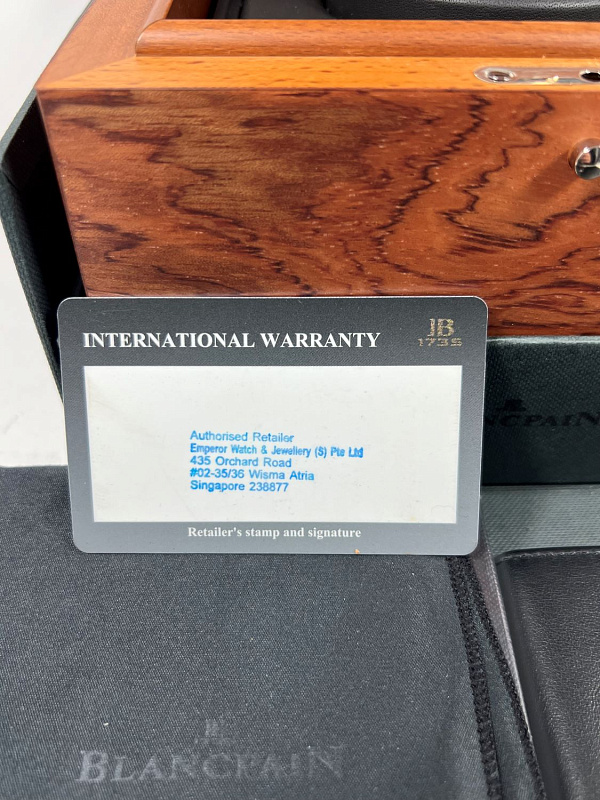 INTERNATIONAL WARRANTY
JB
1735
Authorised Retailer
Emperor Watch & Jewellery (S) Pte Ltd
435 Orchard Road
#02-35/36 Wisma Atria
Singapore 238877
Retailer's stamp and signature
BLANCPAIN
BLANCPAIN